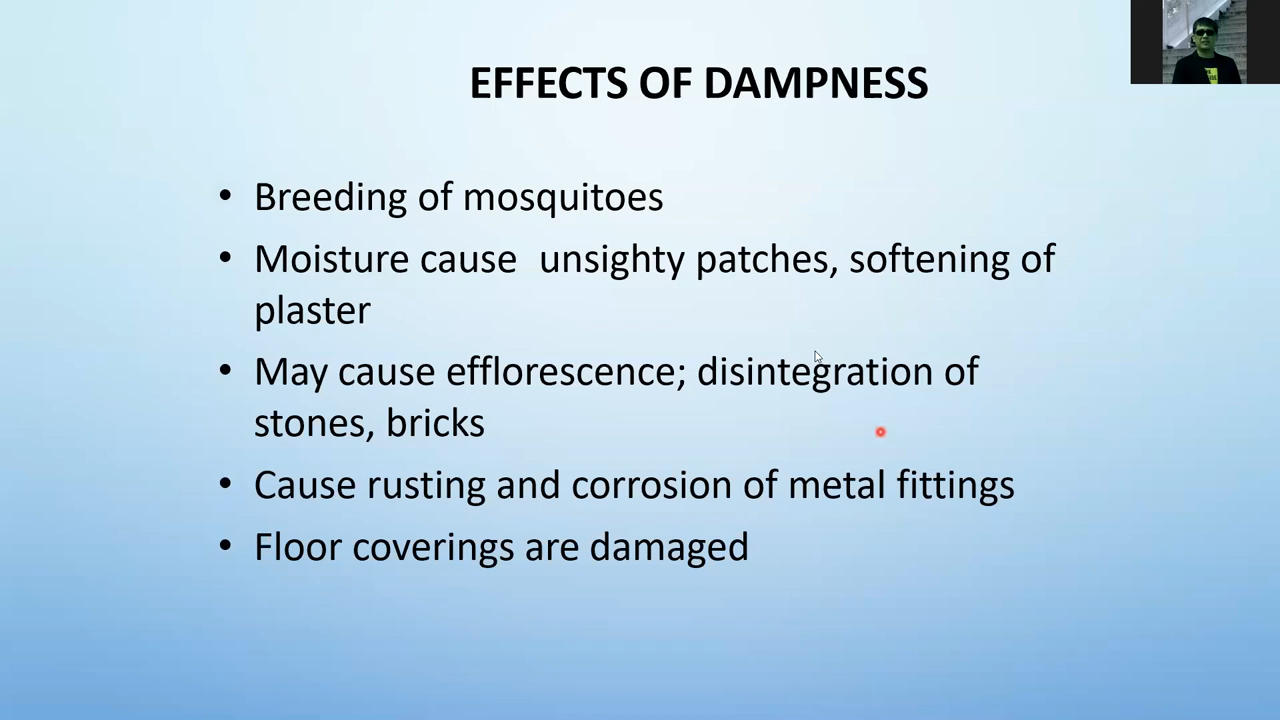 EFFECTS OF DAMPNESS
• Breeding of mosquitoes
• Moisture cause  unsighty patches, softening of
plaster
• May cause efflorescence; disintegration of
stones, bricks
• Cause rusting and corrosion of metal fittings
• Floor coverings are damaged